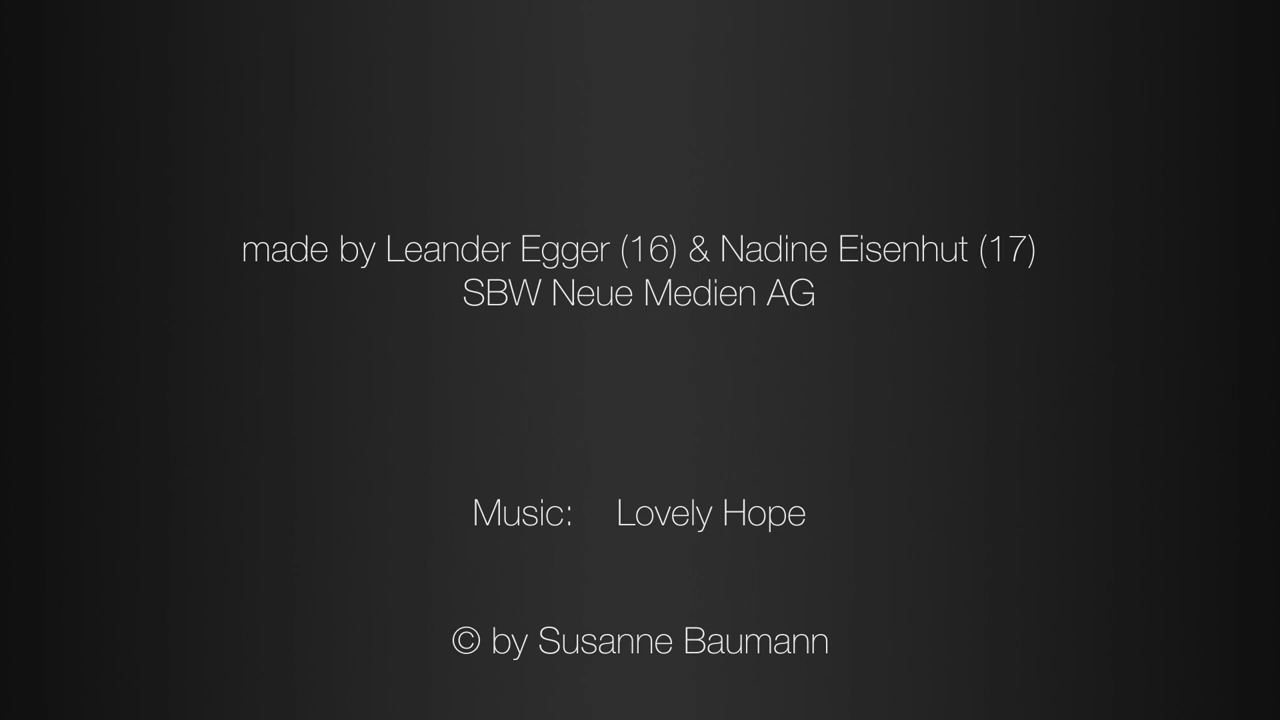 made by Leander Egger (16) & Nadine Eisenhut (17)
SBW Neue Medien AG
Music: Lovely Hope
© by Susanne Baumann